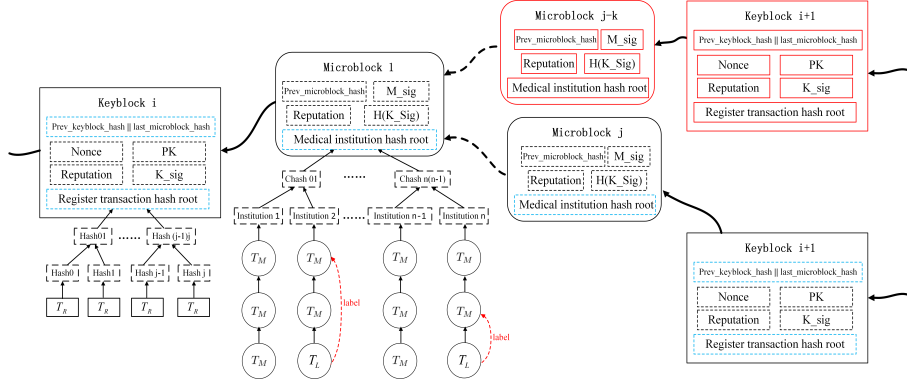 Keyblock i
Prev_keyblock_hash || last_microblock_hash
Nonce
PK
Reputation
K_sig
Register transaction hash root
Hash01
......
Hash (j-1)j
Hash0
Hash1
Hash j-1
Hash j
T_R
T_R
T_R
T_R
Microblock 1
Prev_microblock_hash
M_sig
Reputation
H(K_Sig)
Medical institution hash root
Chash 01
......
Chash n(n-1)
Institution 1
Institution 2
......
Institution n-1
Institution n
T_M
T_M
T_M
T_M
T_M
T_M
T_M
T_M
T_M
T_L
T_M
T_L
label
label
Microblock j-k
Prev_microblock_hash
M_sig
Reputation
H(K_Sig)
Medical institution hash root
Microblock j
Prev_microblock_hash
M_sig
Reputation
H(K_Sig)
Medical institution hash root
Keyblock i+1
Prev_keyblock_hash || last_microblock_hash
Nonce
PK
Reputation
K_sig
Register transaction hash root
Keyblock i+1
Prev_keyblock_hash || last_microblock_hash
Nonce
PK
Reputation
K_sig
Register transaction hash root